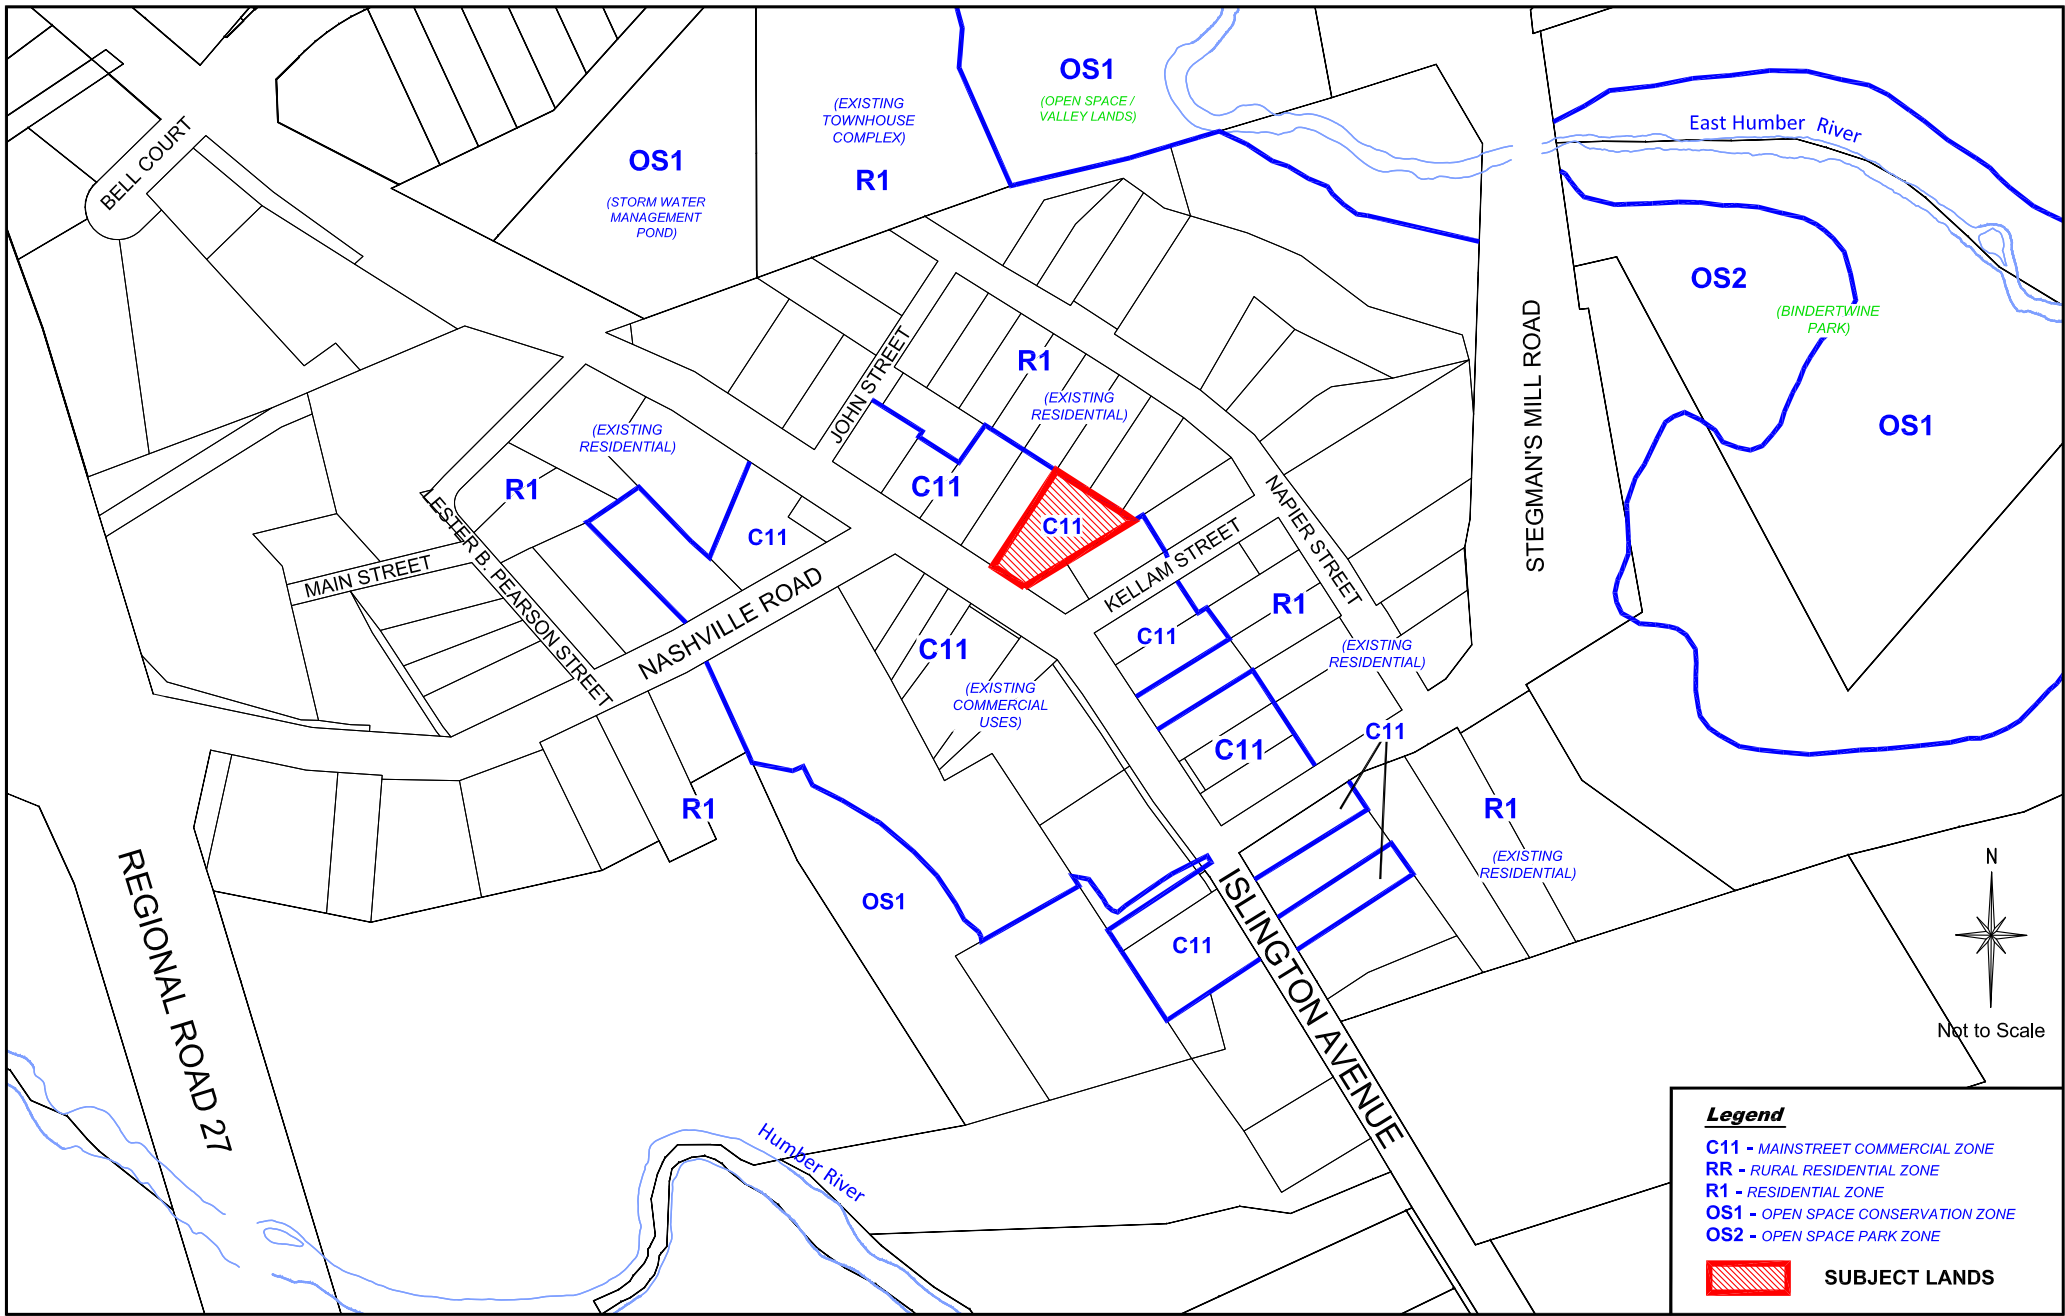 OS1
(OPEN SPACE /
VALLEY LANDS)
(EXISTING
TOWNHOUSE
COMPLEX)
R1
East Humber River
BELL COURT
OS1
(STORM WATER
MANAGEMENT
POND)
OS2
(BINDERTWINE
PARK)
OS1
STEGMAN'S MILL ROAD
JOHN STREET
R1
(EXISTING
RESIDENTIAL)
(EXISTING
RESIDENTIAL)
R1
C11
C11
C11
NAPIER STREET
KELLAM STREET
LESTER B. PEARSON STREET
MAIN STREET
NASHVILLE ROAD
R1
C11
C11
(EXISTING
RESIDENTIAL)
(EXISTING
COMMERCIAL
USES)
C11
C11
R1
R1
(EXISTING
RESIDENTIAL)
OS1
C11
ISLINGTON AVENUE
REGIONAL ROAD 27
Humber River
N
Not to Scale
Legend
C11 - MAINSTREET COMMERCIAL ZONE
RR - RURAL RESIDENTIAL ZONE
R1 - RESIDENTIAL ZONE
OS1 - OPEN SPACE CONSERVATION ZONE
OS2 - OPEN SPACE PARK ZONE
SUBJECT LANDS